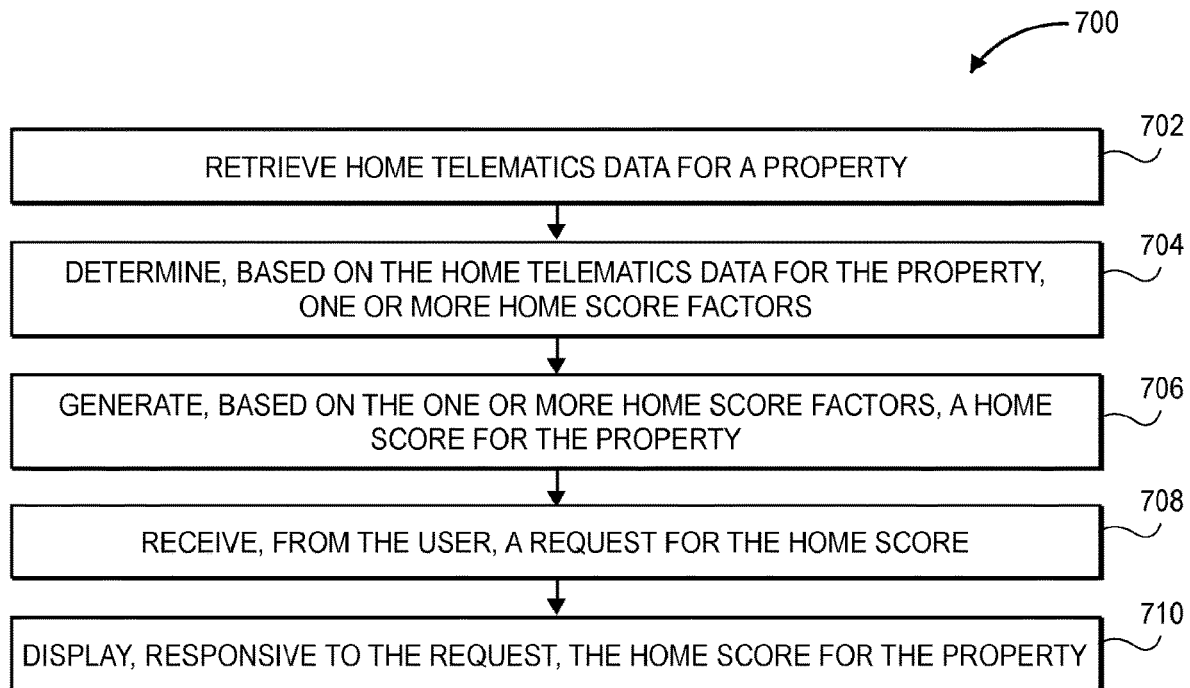 700
702
RETRIEVE HOME TELEMATICS DATA FOR A PROPERTY
704
DETERMINE, BASED ON THE HOME TELEMATICS DATA FOR THE PROPERTY,
ONE OR MORE HOME SCORE FACTORS
706
GENERATE, BASED ON THE ONE OR MORE HOME SCORE FACTORS, A HOME
SCORE FOR THE PROPERTY
708
RECEIVE, FROM THE USER, A REQUEST FOR THE HOME SCORE
710
DISPLAY, RESPONSIVE TO THE REQUEST, THE HOME SCORE FOR THE PROPERTY